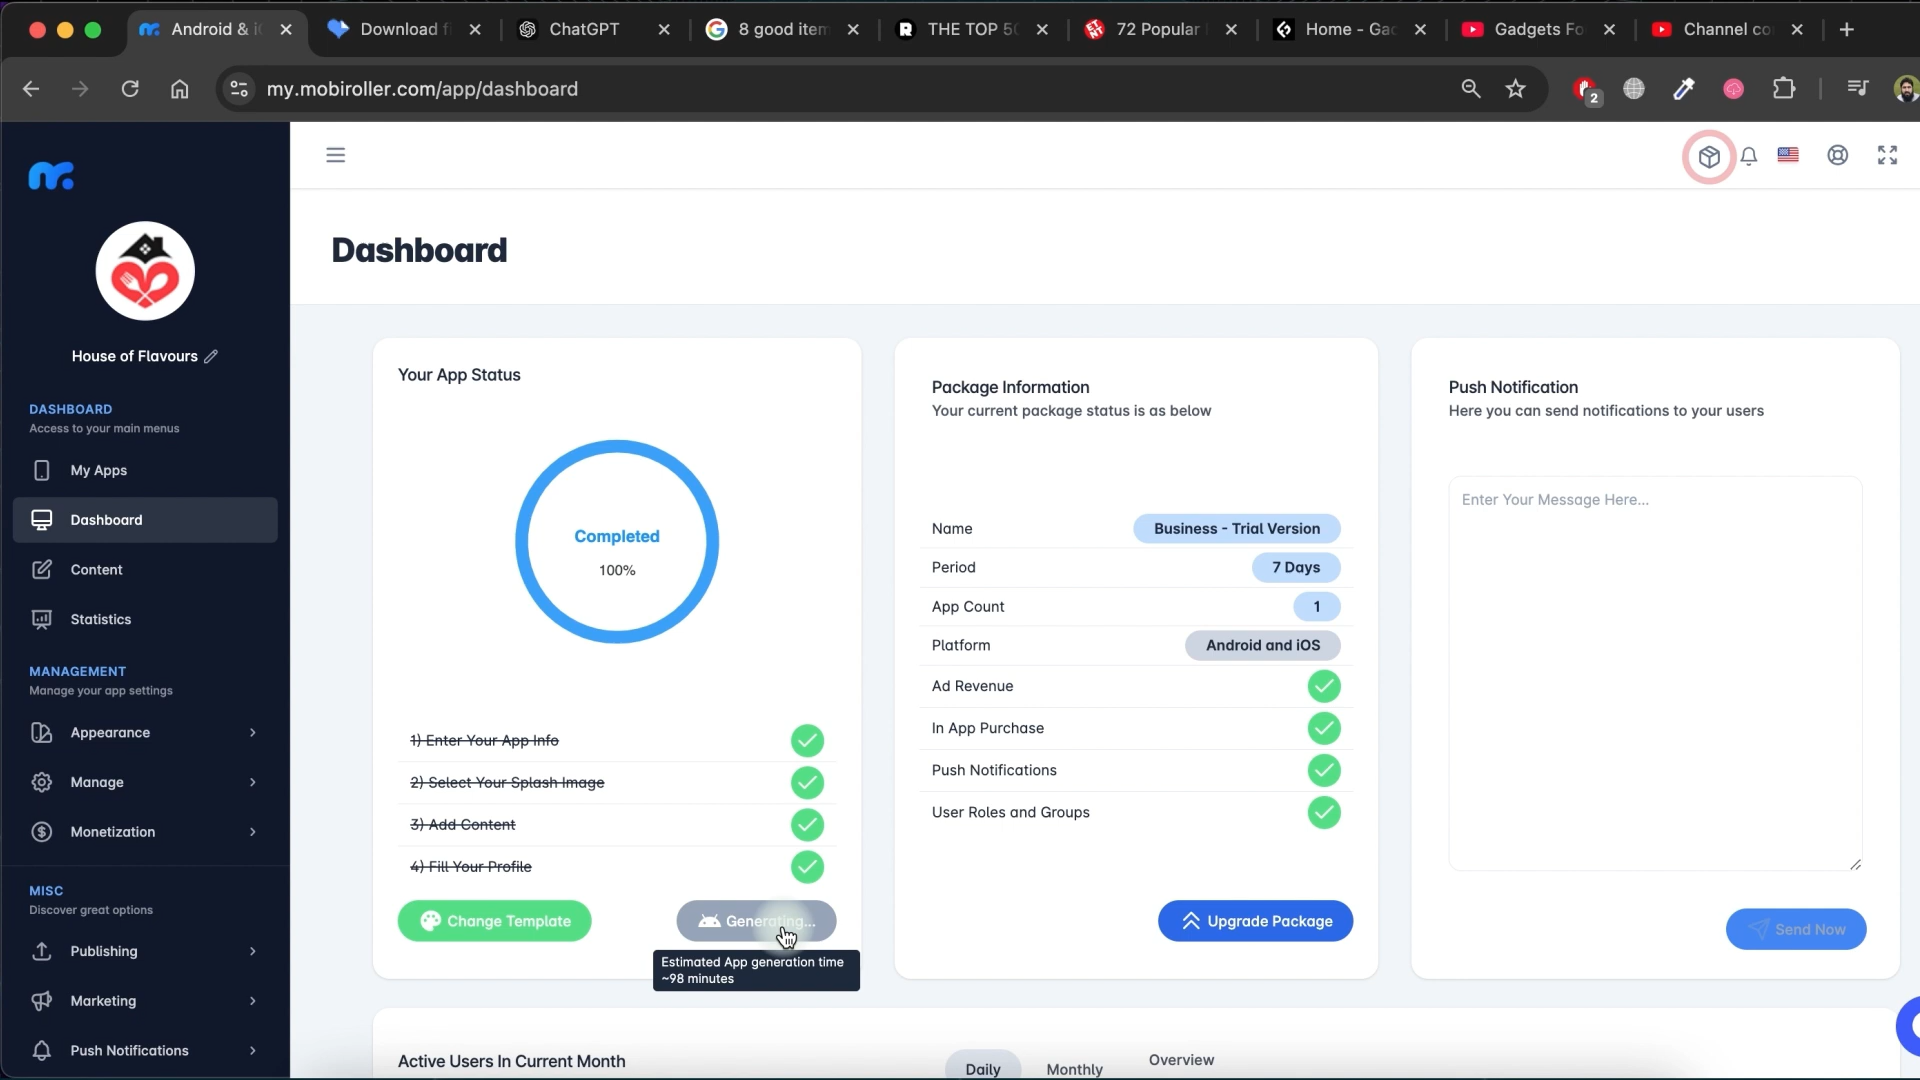 Android & i
Download f
ChatGPT
8 good iten
THE TOP 50
72 Popular
Home - Gad
Gadgets Fo
Channel co
my.mobiroller.com/app/dashboard
2
House of Flavours
DASHBOARD
Access to your main menus
My Apps
Dashboard
Content
Statistics
MANAGEMENT
Manage your app settings
Appearance
Manage
Monetization
MISC
Discover great options
Publishing
Marketing
Push Notifications
Dashboard
Your App Status
Completed
100%
1) Enter Your App Info
2) Select Your Splash Image
3) Add Content
4) Fill Your Profile
Change Template
Generating...
Estimated App generation time
~98 minutes
Package Information
Your current package status is as below
Name
Business - Trial Version
Period
7 Days
App Count
1
Platform
Android and iOS
Ad Revenue
In App Purchase
Push Notifications
User Roles and Groups
Upgrade Package
Push Notification
Here you can send notifications to your users
Enter Your Message Here...
Send Now
Active Users In Current Month
Daily
Monthly
Overview